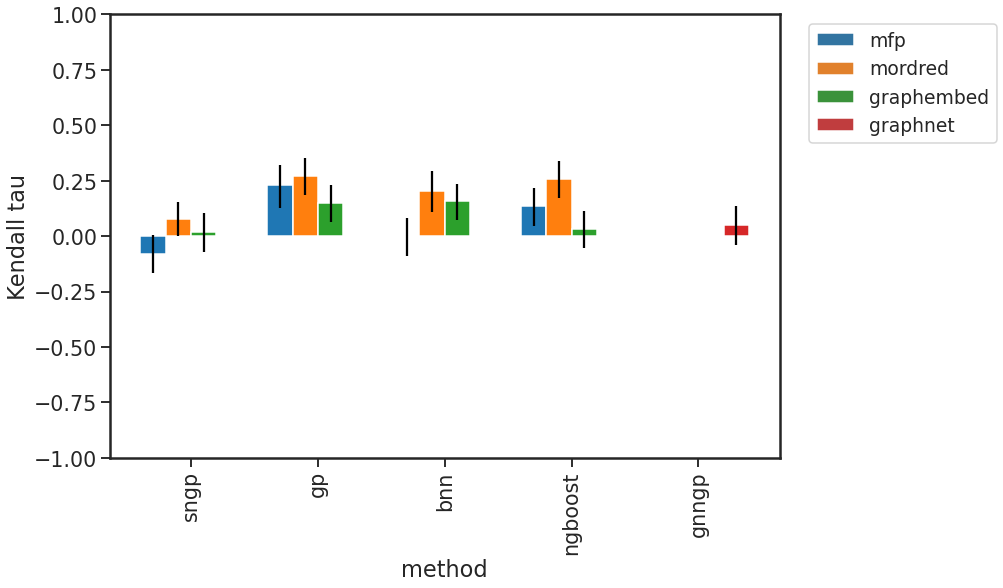 1.00
0.75
0.50
0.25
0.00
−0.25
−0.50
−0.75
−1.00
Kendall tau
sngp
gp
bnn
ngboost
gnngp
method
mfp
mordred
graphembed
graphnet